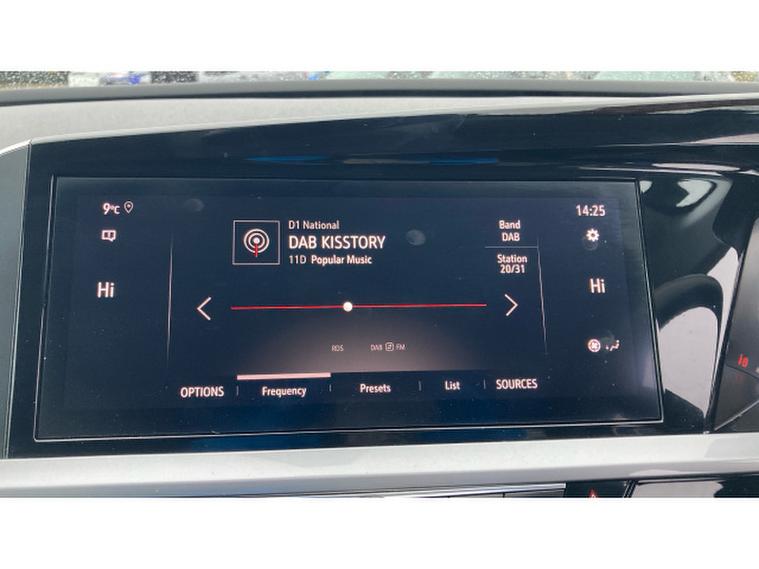 9°C
14:25
D1 National
DAB KISSTORY
11D Popular Music
Band
DAB
Station
20/31
Hi
Hi
RDS
DAB FM
OPTIONS
Frequency
Presets
List
SOURCES